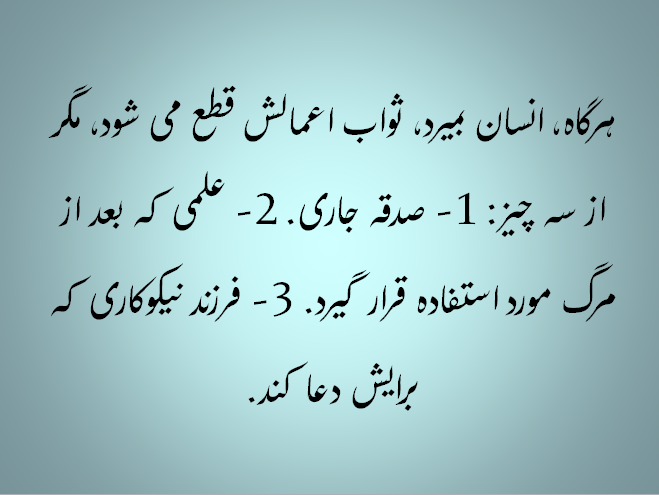 هرگاه، انسان بمیرد، ثواب اعمالش قطع می شود، مگر
از سه چیز: 1- صدقه جاری. 2- علمی که بعد از
مرگ مورد استفاده قرار گیرد. 3- فرزند نیکوکاری که
برایش دعا کند.